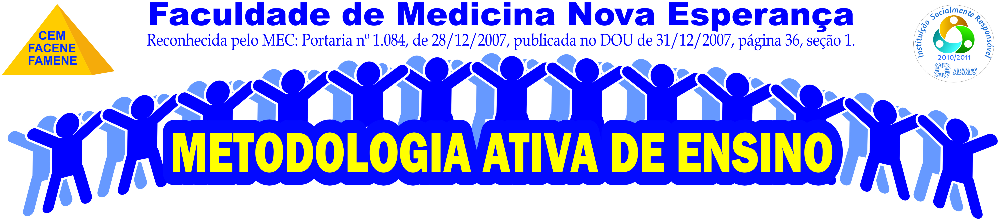 Faculdade de Medicina Nova Esperança
Reconhecida pelo MEC: Portaria nº 1.084, de 28/12/2007, publicada no DOU de 31/12/2007, página 36, seção 1.
CEM
FACENE
FAMENE
Instituição Socialmente Responsável
2010/2011
ABMES
METODOLOGIA ATIVA DE ENSINO